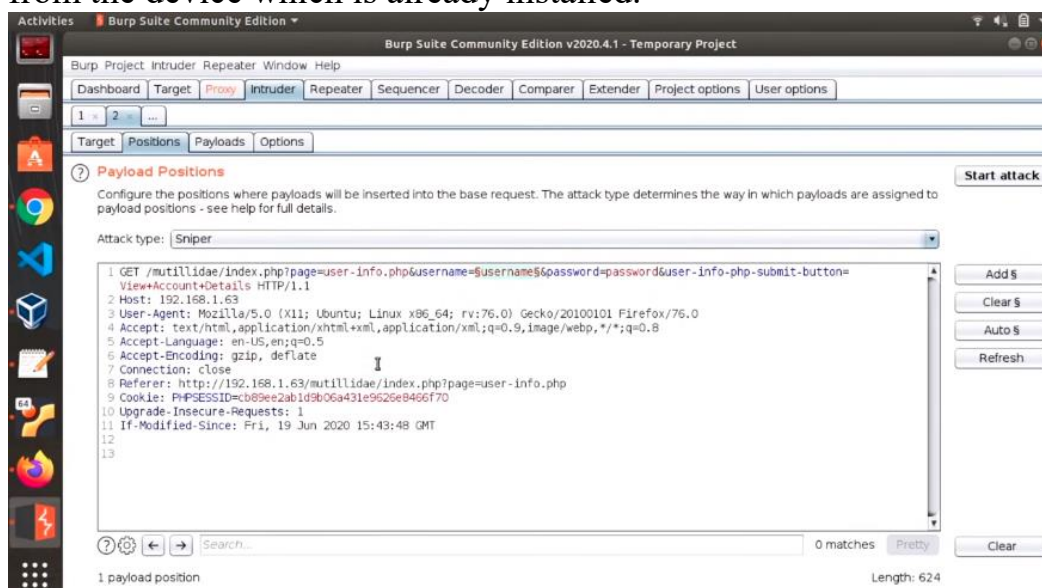 from the device which is already installed.
Activities Burp Suite Community Edition
Burp Suite Community Edition v2020.4.1 - Temporary Project
Burp Project Intruder Repeater Window Help
Dashboard Target Proxy Intruder Repeater Sequencer Decoder Comparer Extender Project options User options
1 × 2 × ...
Target Positions Payloads Options
? Payload Positions
Start attack
Configure the positions where payloads will be inserted into the base request. The attack type determines the way in which payloads are assigned to
payload positions - see help for full details.
Attack type: Sniper
1 GET /mutillidae/index.php?page=user-info.php&username=§username§&password=password&user-info-php-submit-button=
View+Account+Details HTTP/1.1
2 Host: 192.168.1.63
3 User-Agent: Mozilla/5.0 (X11; Ubuntu; Linux x86_64; rv:76.0) Gecko/20100101 Firefox/76.0
4 Accept: text/html,application/xhtml+xml,application/xml;q=0.9,image/webp,*/*;q=0.8
5 Accept-Language: en-US,en;q=0.5
6 Accept-Encoding: gzip, deflate
7 Connection: close
8 Referer: http://192.168.1.63/mutillidae/index.php?page=user-info.php
9 Cookie: PHPSESSID=cb89ee2ab1d9b06a431e9626e8466f70
10 Upgrade-Insecure-Requests: 1
11 If-Modified-Since: Fri, 19 Jun 2020 15:43:48 GMT
12
13
Add §
Clear §
Auto §
Refresh
64
? Search... 0 matches Pretty Clear
1 payload position Length: 624